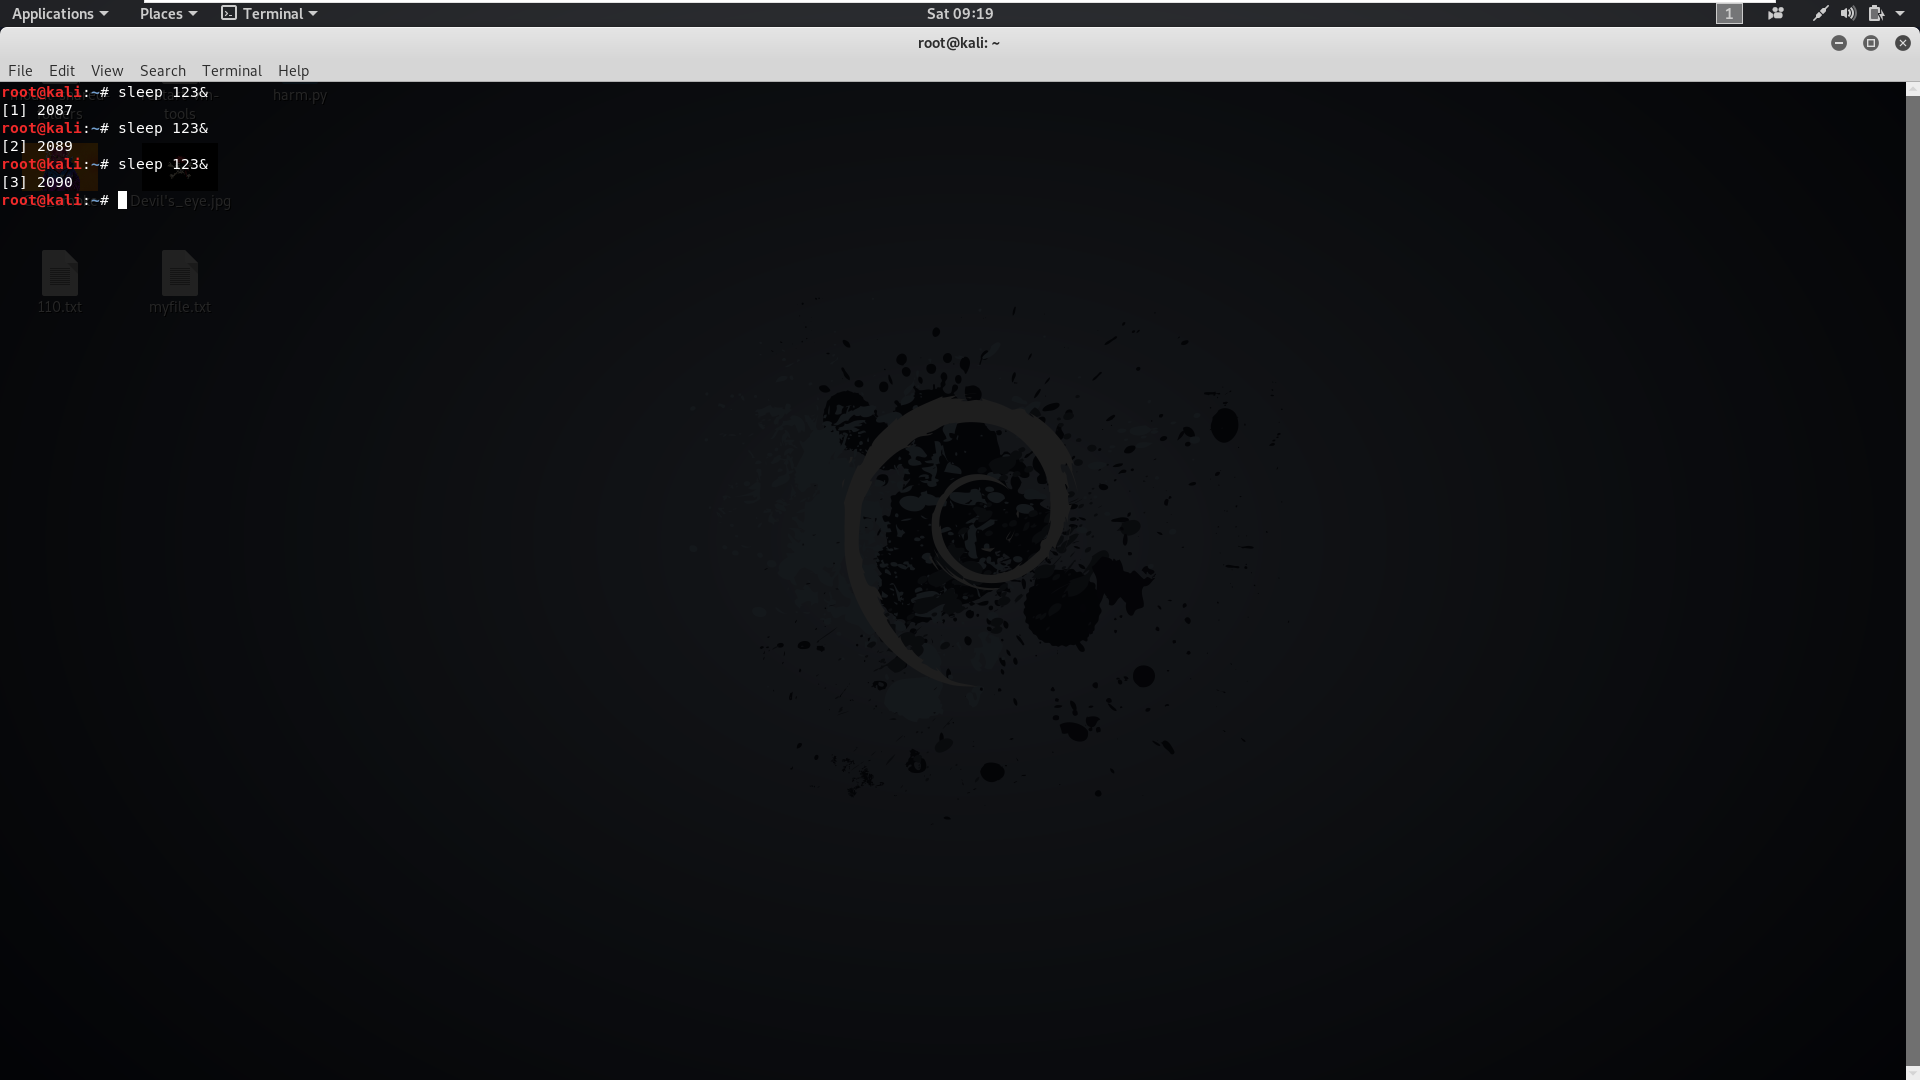 Applications Places Terminal Sat 09:19 1
root@kali: ~
File Edit View Search Terminal Help
root@kali:~# sleep 123&
harm.py
[1] 2087
tools
root@kali:~# sleep 123&
[2] 2089
root@kali:~# sleep 123&
[3] 2090
root@kali:~#
Devil's_eye.jpg
110.txt myfile.txt